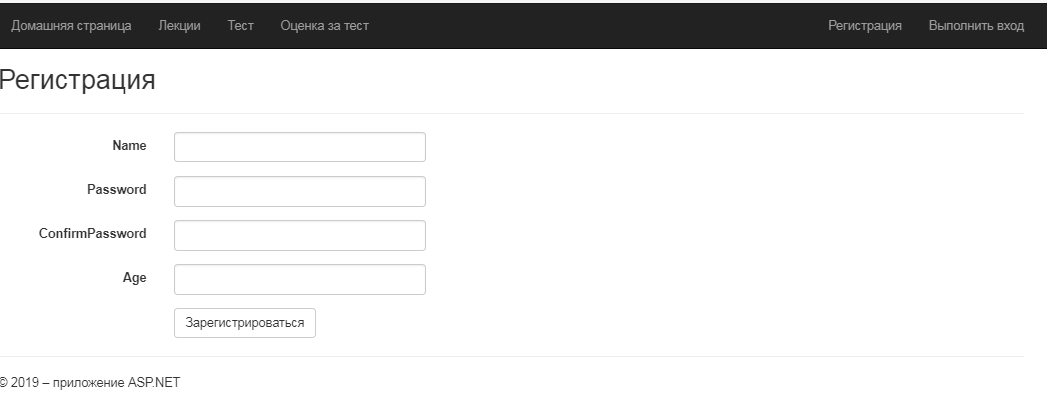 Домашняя страница Лекции Тест Оценка за тест Регистрация Выполнить вход
Регистрация
Name
Password
ConfirmPassword
Age
Зарегистрироваться
© 2019 – приложение ASP.NET